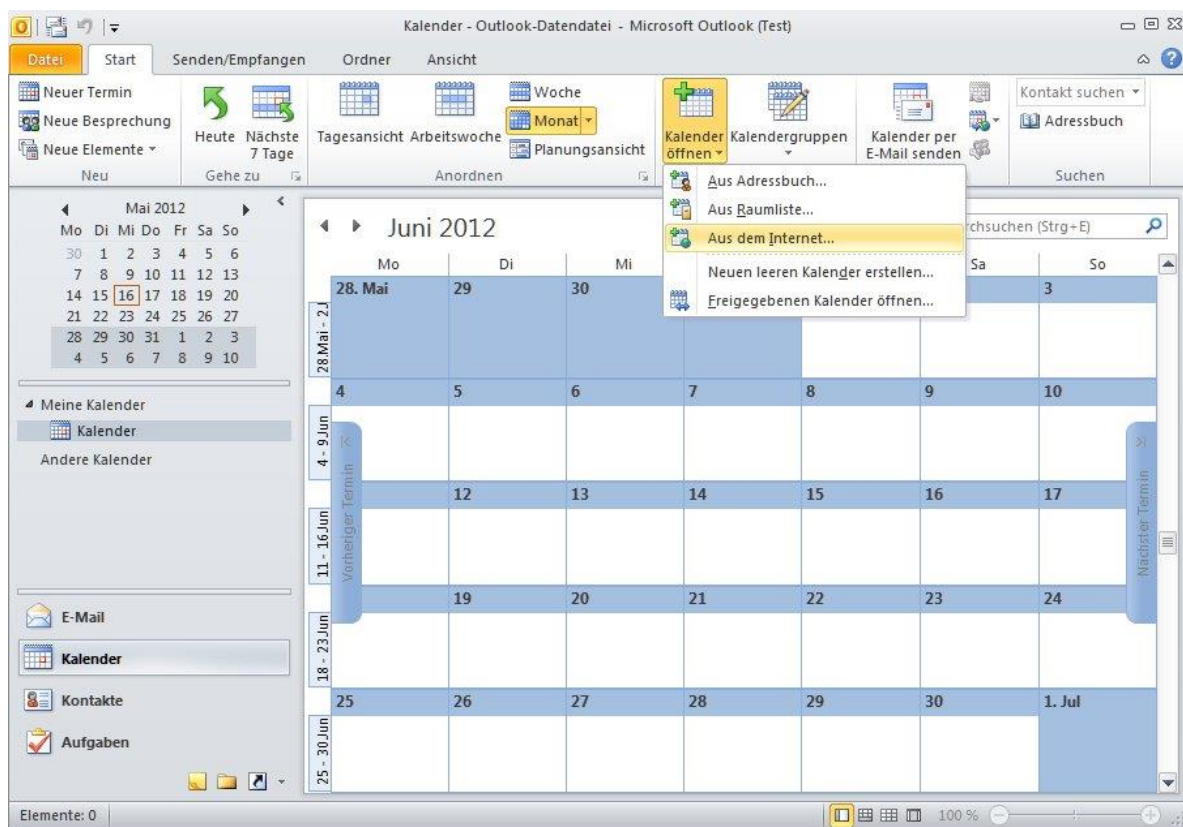 Kalender - Outlook-Datendatei - Microsoft Outlook (Test)
Datei Start Senden/Empfangen Ordner Ansicht
Neuer Termin
Neue Besprechung
Neue Elemente
Neu
Heute
Nächste
7 Tage
Gehe zu
Tagesansicht
Arbeitswoche
Woche
Monat
Planungsansicht
Anordnen
Kalender
öffnen
Kalendergruppen
Kalender per
E-Mail senden
Kontakt suchen
Adressbuch
Suchen
Aus Adressbuch...
Aus Raumliste...
Aus dem Internet...
Neuen leeren Kalender erstellen...
Freigegebenen Kalender öffnen...
Mai 2012
Mo Di Mi Do Fr Sa So
30 1 2 3 4 5 6
7 8 9 10 11 12 13
14 15 16 17 18 19 20
21 22 23 24 25 26 27
28 29 30 31 1 2 3
4 5 6 7 8 9 10
Meine Kalender
Kalender
Andere Kalender
E-Mail
Kalender
Kontakte
Aufgaben
Juni 2012
rchsuchen (Strg+E)
Mo Di Mi Sa So
28.Mai - 2.J
28. Mai 29 30 3
4 - 9 Jun
4 5 6 7 8 9 10
11 - 16 Jun
12 13 14 15 16 17
18 - 23 Jun
19 20 21 22 23 24
25 - 30 Jun
25 26 27 28 29 30 1. Jul
Vorheriger Termin
Nächster Termin
Elemente: 0
100 %